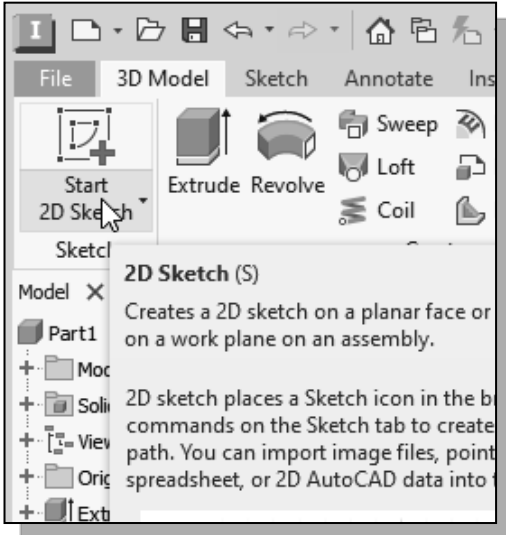 I
File 3D Model Sketch Annotate Ins
Start
2D Sketch
Extrude Revolve
Sweep
Loft
Coil
Sketch
Model
Part1
Mod
Soli
View
Orig
Ext
2D Sketch (S)
Creates a 2D sketch on a planar face or
on a work plane on an assembly.
2D sketch places a Sketch icon in the b
commands on the Sketch tab to create
path. You can import image files, point
spreadsheet, or 2D AutoCAD data into